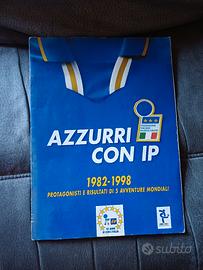 AZZURRI
CON IP
1982-1998
PROTAGONISTI E RISULTATI DI 5 AVVENTURE MONDIALI
subito